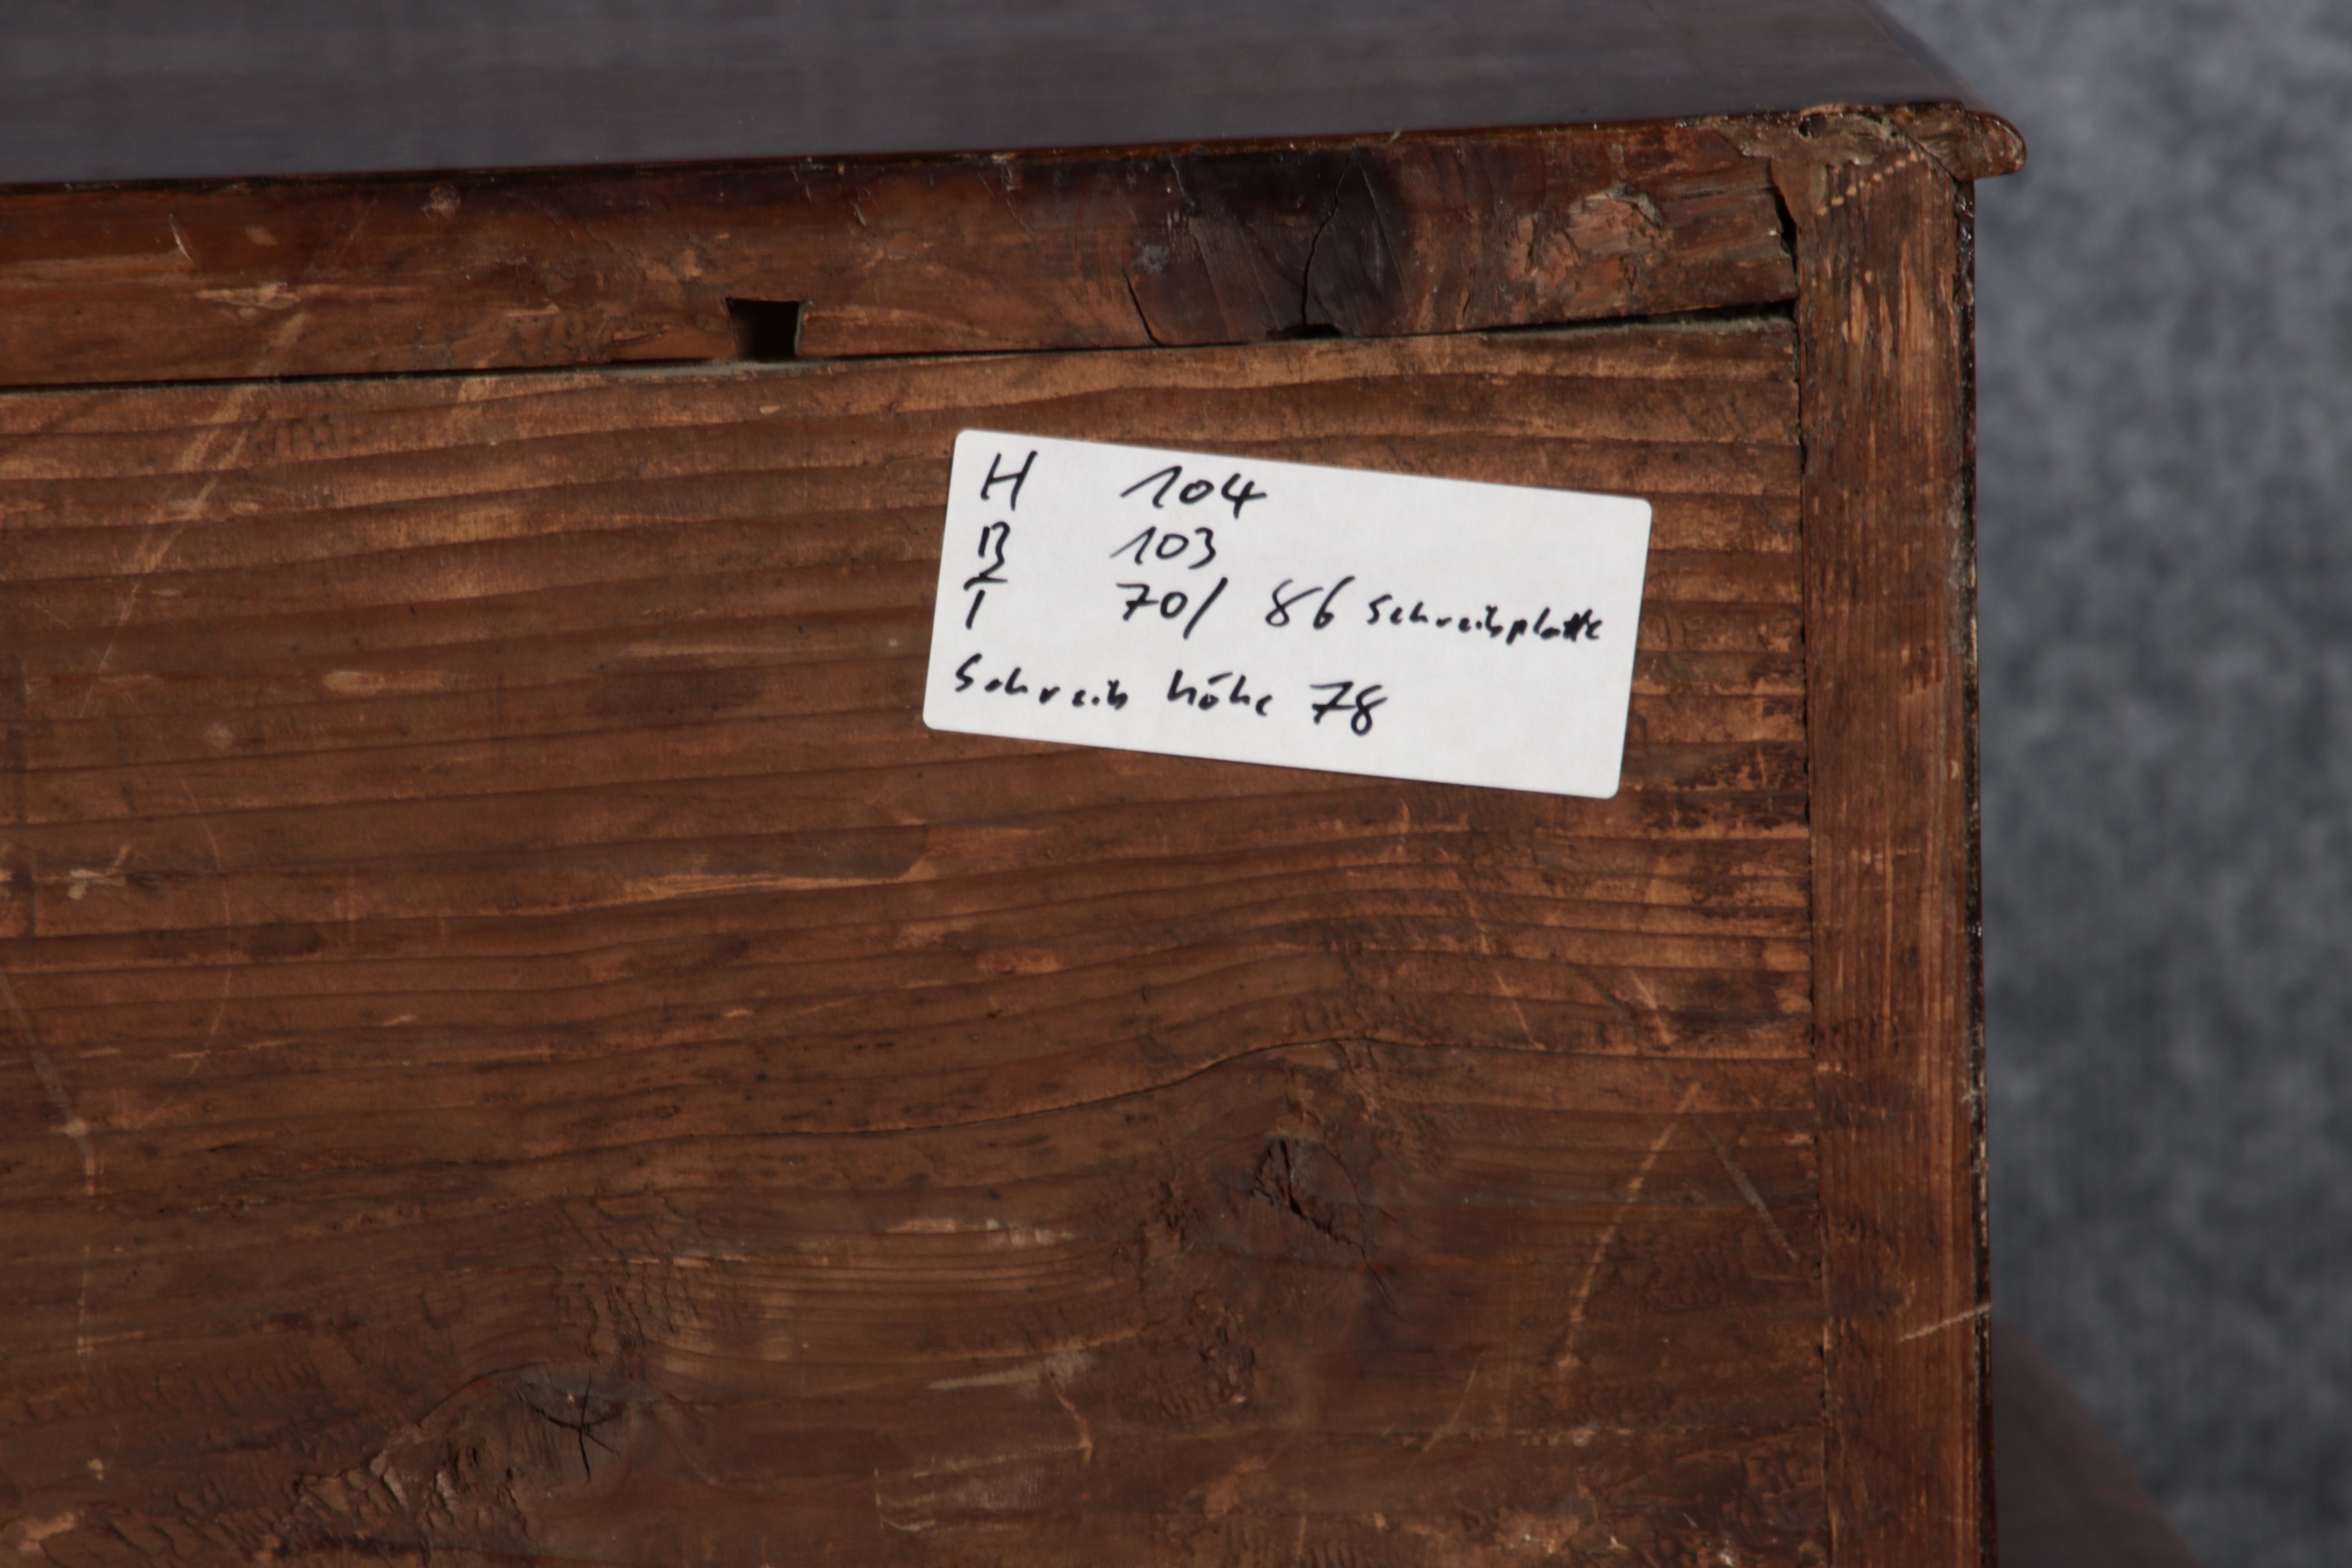 H 104
B 103
T 70/ 86 Schreibplatte
Schreib höhe 78